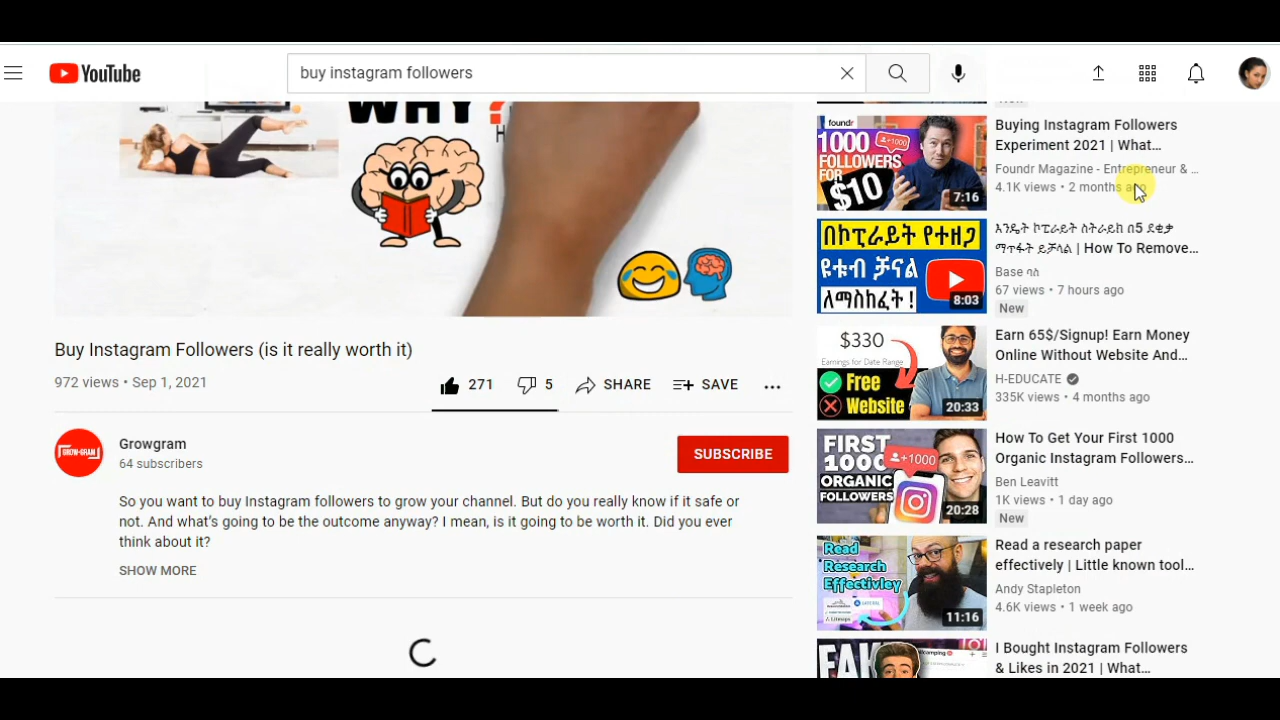 YouTube
buy instagram followers
WHY?
H
Buy Instagram Followers (is it really worth it)
972 views • Sep 1, 2021
271
5
SHARE
SAVE
GROW-GRAM
Growgram
64 subscribers
SUBSCRIBE
So you want to buy Instagram followers to grow your channel. But do you really know if it safe or
not. And what's going to be the outcome anyway? I mean, is it going to be worth it. Did you ever
think about it?
SHOW MORE
foundr
1000
FOLLOWERS
FOR
$10
+1000
7:16
Buying Instagram Followers
Experiment 2021 | What...
Foundr Magazine - Entrepreneur & ...
4.1K views • 2 months ago
በኮፒራይት የተዘጋ
ዩቱብ ቻናል
ለማስከፈት !
8:03
እንዴት ኮፒራይት ስትራይክ በ5 ደቂቃ
ማጥፋት ይቻላል | How To Remove...
Base ባስ
67 views • 7 hours ago
New
$330
Earnings for Date Range
Free
Website
20:33
Earn 65$/Signup! Earn Money
Online Without Website And...
H-EDUCATE
335K views • 4 months ago
FIRST
1000
ORGANIC
FOLLOWERS
+1000
20:28
How To Get Your First 1000
Organic Instagram Followers...
Ben Leavitt
1K views • 1 day ago
New
Read
Research
Effectivley
11:16
Read a research paper
effectively | Little known tool...
Andy Stapleton
4.6K views • 1 week ago
FAKE
I Bought Instagram Followers
& Likes in 2021 | What...